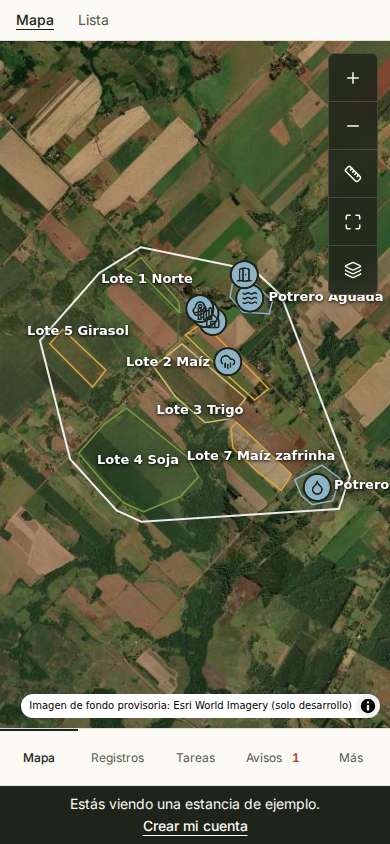 Mapa
Lista
Lote 1 Norte
Potrero Aguada
Lote 5 Girasol
Lote 2 Maíz
Lote 3 Trigo
Lote 7 Maíz zafrinha
Lote 4 Soja
Potrero
Imagen de fondo provisoria: Esri World Imagery (solo desarrollo)
Mapa
Registros
Tareas
Avisos 1
Más
Estás viendo una estancia de ejemplo.
Crear mi cuenta